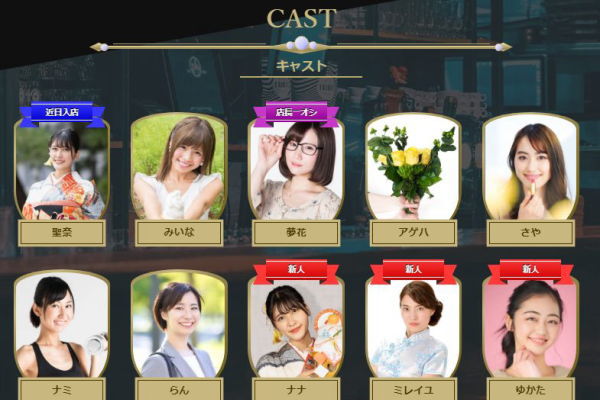 CAST
キャスト
近日入店
店長一オシ
聖奈
みいな
夢花
アゲハ
さや
新人
新人
新人
ナミ
らん
ナナ
ミレイユ
ゆかた